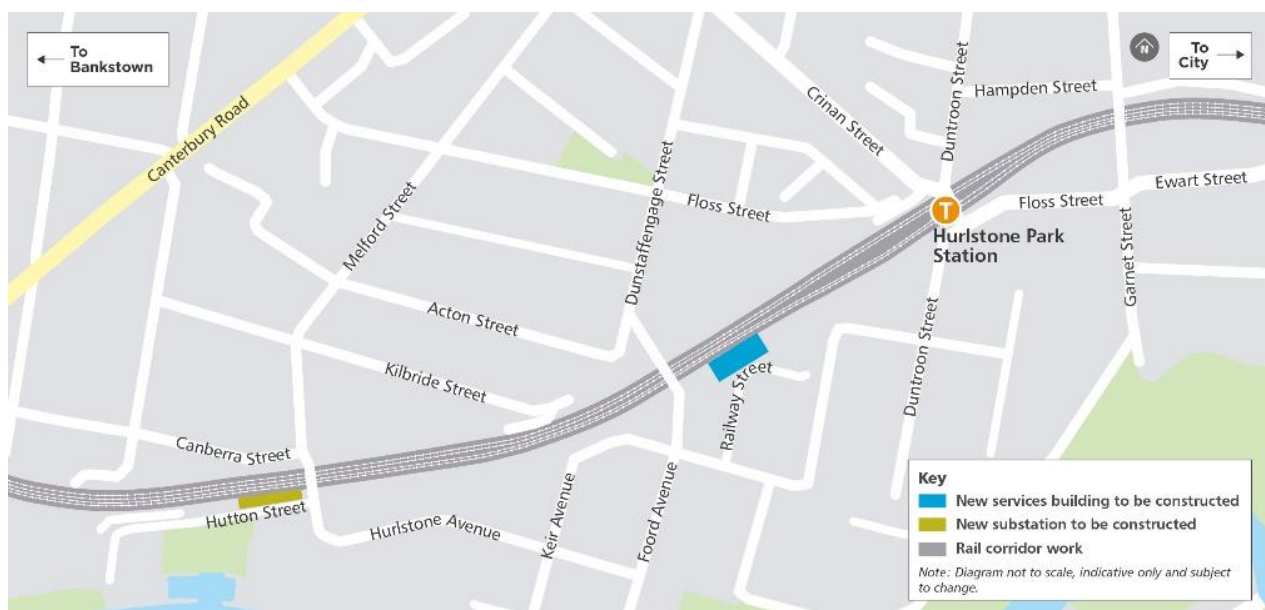 To
Bankstown
N
To
City
Canterbury Road
Melford Street
Dunstaffengage Street
Crinan Street
Duntroon Street
Hampden Street
Floss Street
T
Floss Street
Ewart Street
Hurlstone Park
Station
Garnet Street
Acton Street
Kilbride Street
Railway Street
Duntroon Street
Canberra Street
Hutton Street
Hurlstone Avenue
Keir Avenue
Foord Avenue
Key
New services building to be constructed
New substation to be constructed
Rail corridor work
Note: Diagram not to scale, indicative only and subject
to change.